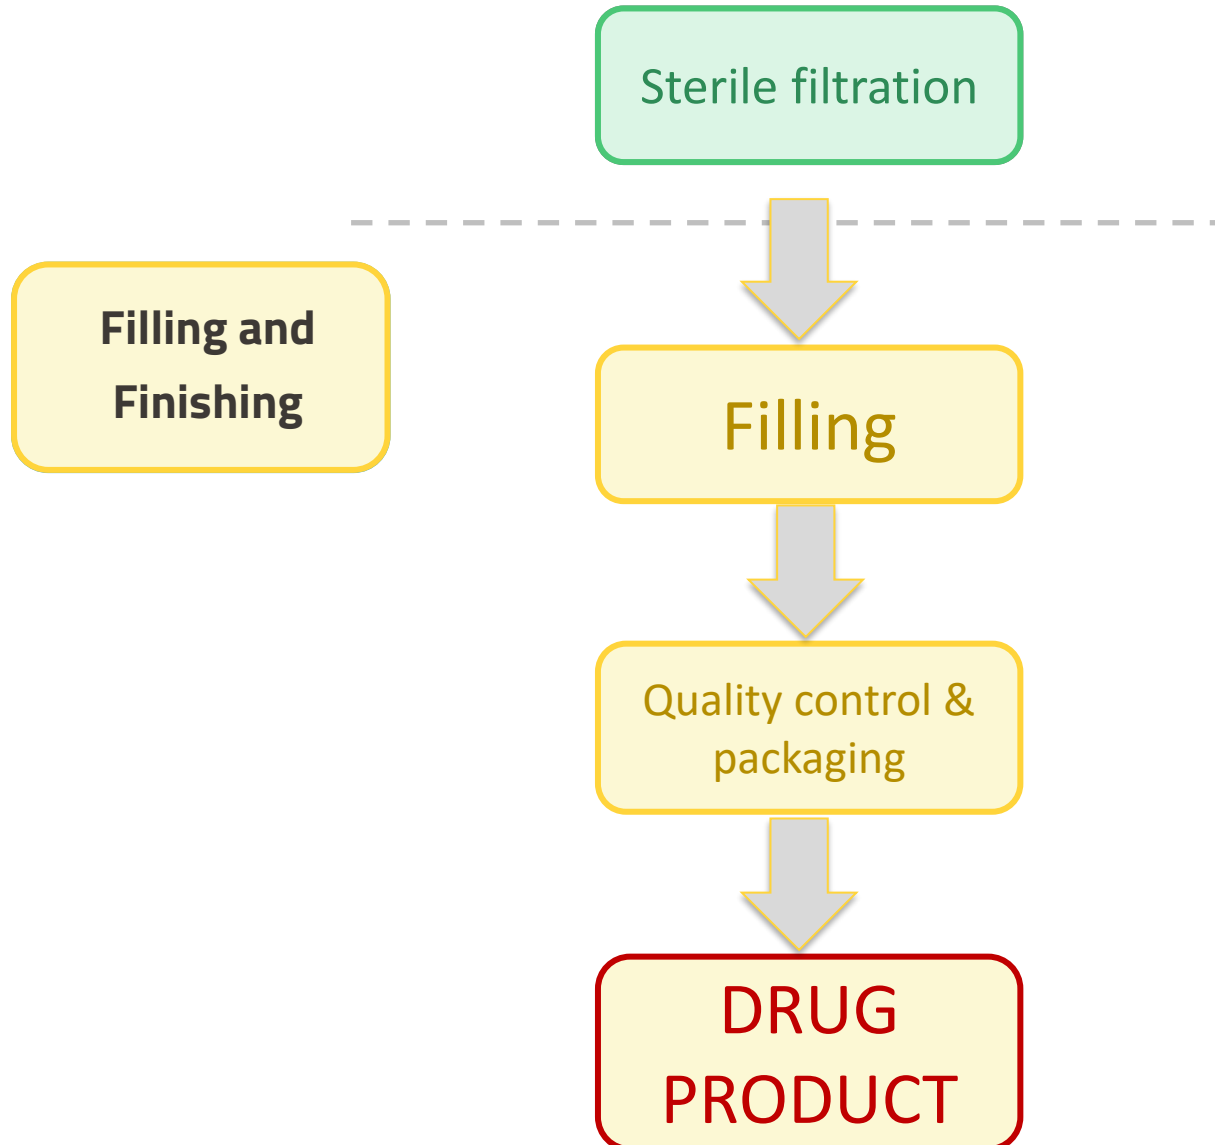 Sterile filtration
Filling and
Finishing
Filling
Quality control &
packaging
DRUG
PRODUCT